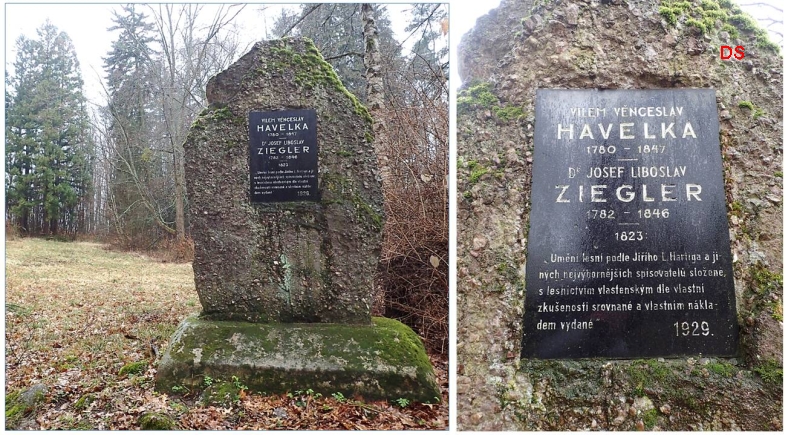 VILÉM VĚNCESLAV
HAVELKA
1780 – 1847
Dr JOSEF LIBOSLAV
ZIEGLER
1782 – 1846
1823:
„Umění lesní podle Jiřího L. Hartiga a ji-
ných nejvýbornějších spisovatelů složené,
s lesnictvím vlastenským dle vlastní
zkušenosti srovnané a vlastním nákla-
dem vydané
1929.
DS